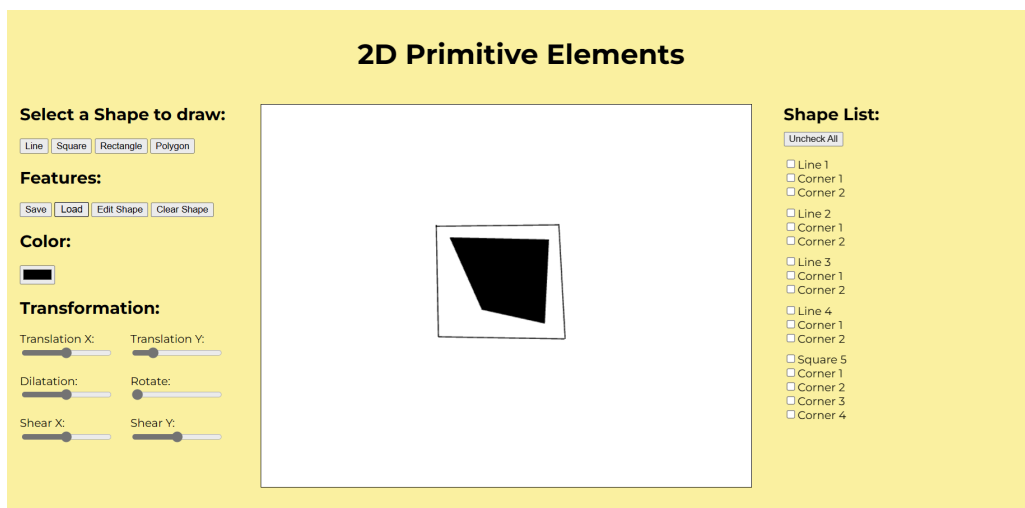 2D Primitive Elements
Select a Shape to draw:
Line Square Rectangle Polygon
Features:
Save Load Edit Shape Clear Shape
Color:
Transformation:
Translation X: Translation Y:
Dilatation: Rotate:
Shear X: Shear Y:
Shape List:
Uncheck All
Line 1
Corner 1
Corner 2
Line 2
Corner 1
Corner 2
Line 3
Corner 1
Corner 2
Line 4
Corner 1
Corner 2
Square 5
Corner 1
Corner 2
Corner 3
Corner 4